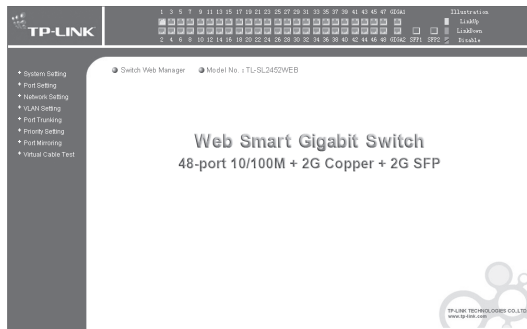 TP-LINK
1 3 5 7 9 11 13 15 17 19 21 23 25 27 29 31 33 35 37 39 41 43 45 47 GIGA1
2 4 6 8 10 12 14 16 18 20 22 24 26 28 30 32 34 36 38 40 42 44 46 48 GIGA2 SFP1 SFP2
Illustration
LinkUp
LinkDown
Disable
System Setting
Port Setting
Network Setting
VLAN Setting
Port Trunking
Priority Setting
Port Mirroring
Virtual Cable Test
Switch Web Manager Model No. : TL-SL2452WEB
Web Smart Gigabit Switch
48-port 10/100M + 2G Copper + 2G SFP
TP-LINK TECHNOLOGIES CO.,LTD
www.tp-link.com